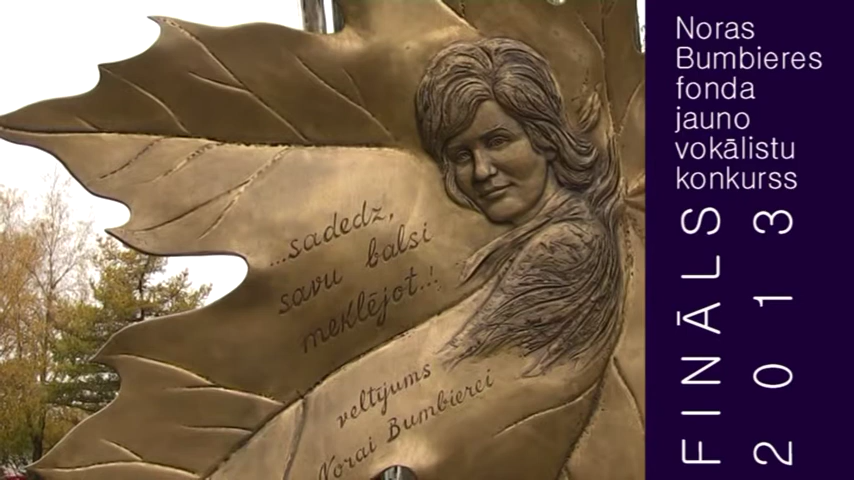 ...sadedz,
savu balsi
meklējot..!
veltījums
Norai Bumbierei
Noras
Bumbieres
fonda
jauno
vokālistu
konkurss
FINĀLS
2013